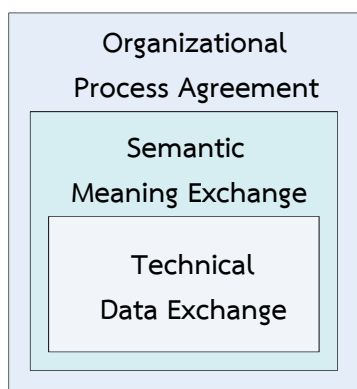 Organizational
Process Agreement
Semantic
Meaning Exchange
Technical
Data Exchange